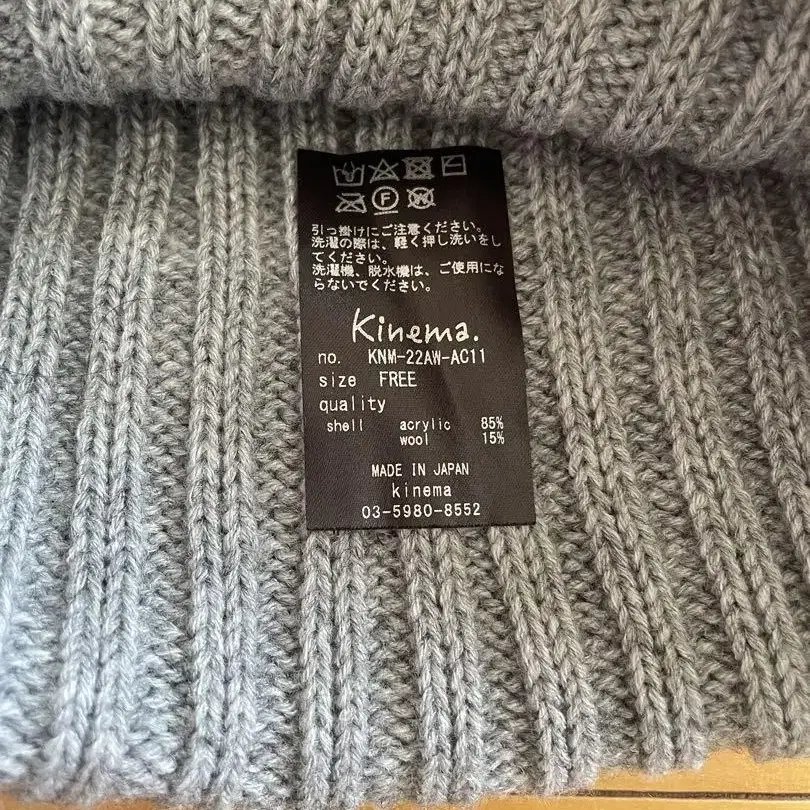 F
W
引っ掛けにご注意ください。
洗濯の際は、軽く押し洗いをし
てください。
洗濯機、脱水機は、ご使用にな
らないでください。
Kinema.
no. KNM-22AW-AC11
size FREE
quality
shell acrylic 85%
wool 15%
MADE IN JAPAN
kinema
03-5980-8552